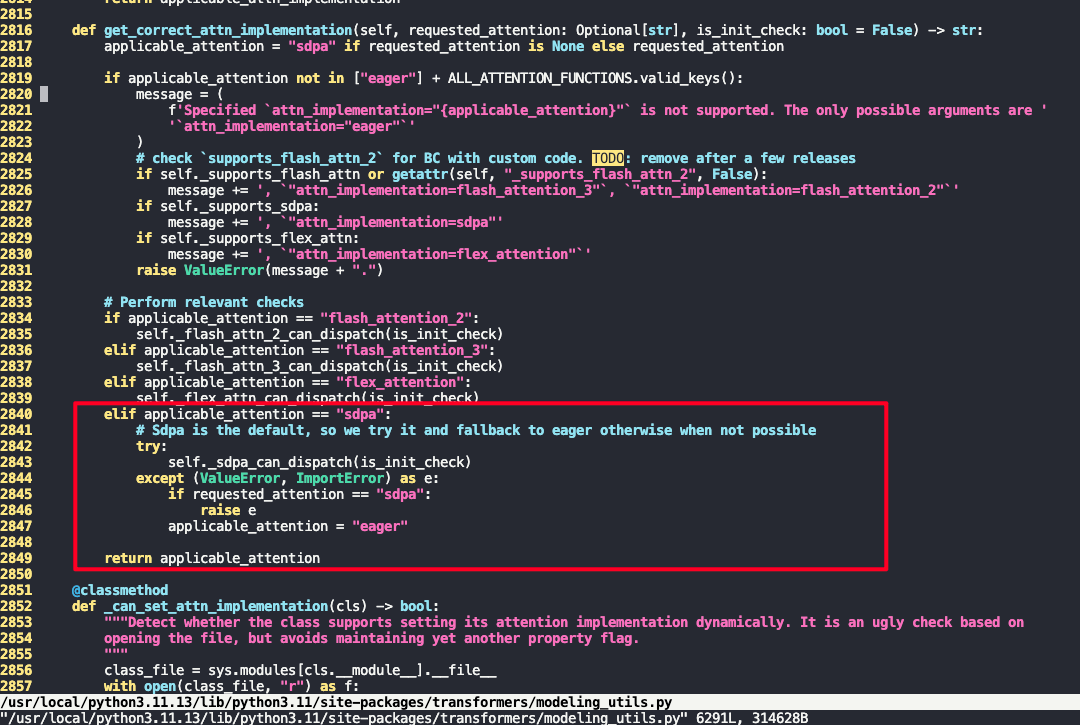 2814         return applicable_attn_implementation
2815
2816     def get_correct_attn_implementation(self, requested_attention: Optional[str], is_init_check: bool = False) -> str:
2817         applicable_attention = "sdpa" if requested_attention is None else requested_attention
2818
2819         if applicable_attention not in ["eager"] + ALL_ATTENTION_FUNCTIONS.valid_keys():
2820             message = (
2821                 f'Specified `attn_implementation="{applicable_attention}"` is not supported. The only possible arguments are '
2822                 '`attn_implementation="eager"`'
2823             )
2824             # check `supports_flash_attn_2` for BC with custom code. TODO: remove after a few releases
2825             if self._supports_flash_attn or getattr(self, "_supports_flash_attn_2", False):
2826                 message += ', `"attn_implementation=flash_attention_3"`, `"attn_implementation=flash_attention_2"`'
2827             if self._supports_sdpa:
2828                 message += ', `"attn_implementation=sdpa"'
2829             if self._supports_flex_attn:
2830                 message += ', `"attn_implementation=flex_attention"`'
2831             raise ValueError(message + ".")
2832
2833         # Perform relevant checks
2834         if applicable_attention == "flash_attention_2":
2835             self._flash_attn_2_can_dispatch(is_init_check)
2836         elif applicable_attention == "flash_attention_3":
2837             self._flash_attn_3_can_dispatch(is_init_check)
2838         elif applicable_attention == "flex_attention":
2839             self._flex_attn_can_dispatch(is_init_check)
2840         elif applicable_attention == "sdpa":
2841             # Sdpa is the default, so we try it and fallback to eager otherwise when not possible
2842             try:
2843                 self._sdpa_can_dispatch(is_init_check)
2844             except (ValueError, ImportError) as e:
2845                 if requested_attention == "sdpa":
2846                     raise e
2847                 applicable_attention = "eager"
2848
2849         return applicable_attention
2850
2851     @classmethod
2852     def _can_set_attn_implementation(cls) -> bool:
2853         """Detect whether the class supports setting its attention implementation dynamically. It is an ugly check based on
2854         opening the file, but avoids maintaining yet another property flag.
2855         """
2856         class_file = sys.modules[cls.__module__].__file__
2857         with open(class_file, "r") as f:
/usr/local/python3.11.13/lib/python3.11/site-packages/transformers/modeling_utils.py
"/usr/local/python3.11.13/lib/python3.11/site-packages/transformers/modeling_utils.py" 6291L, 314628B